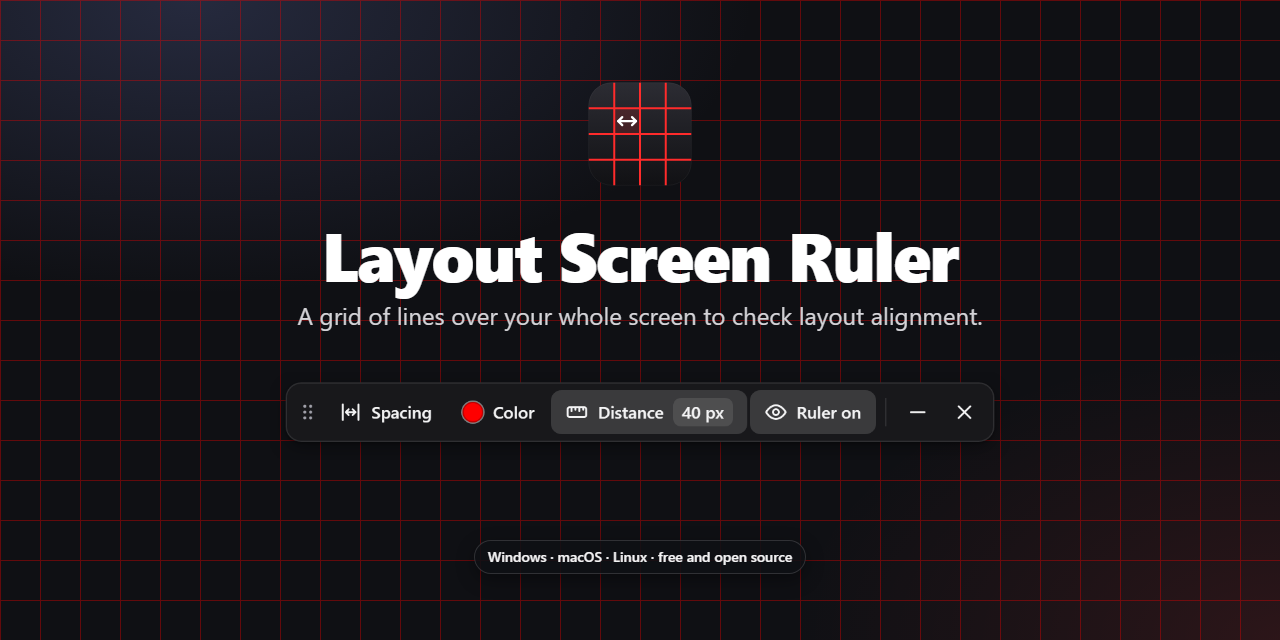 Layout Screen Ruler
A grid of lines over your whole screen to check layout alignment.
Spacing Color Distance 40 px Ruler on
Windows · macOS · Linux · free and open source